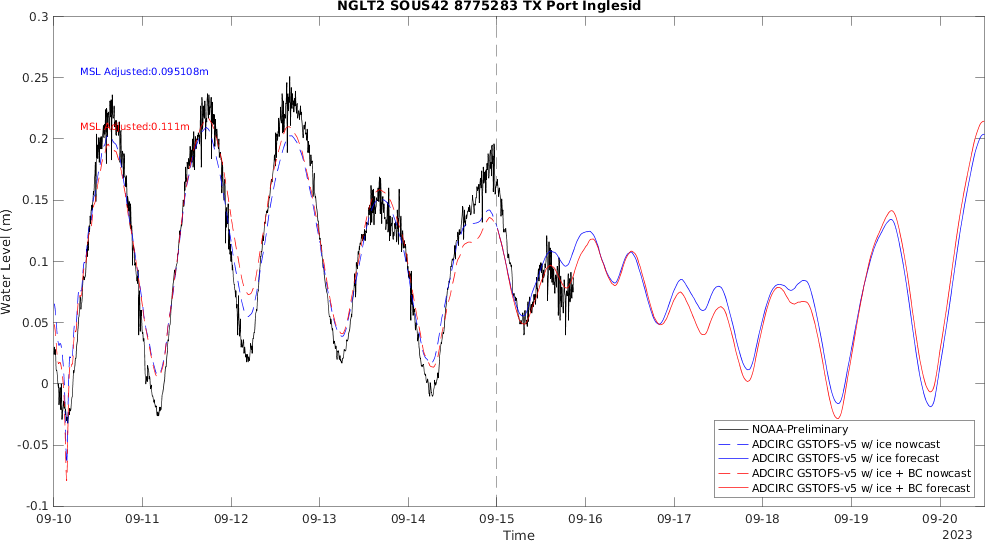 NGLT2 SOUS42 8775283 TX Port Inglesid
0.3
0.25
0.2
0.15
0.1
0.05
0
-0.05
-0.1
Water Level (m)
MSL Adjusted:0.095108m
MSL Adjusted:0.111m
NOAA-Preliminary
ADCIRC GSTOFS-v5 w/ ice nowcast
ADCIRC GSTOFS-v5 w/ ice forecast
ADCIRC GSTOFS-v5 w/ ice + BC nowcast
ADCIRC GSTOFS-v5 w/ ice + BC forecast
09-10 09-11 09-12 09-13 09-14 09-15 09-16 09-17 09-18 09-19 09-20
Time
2023